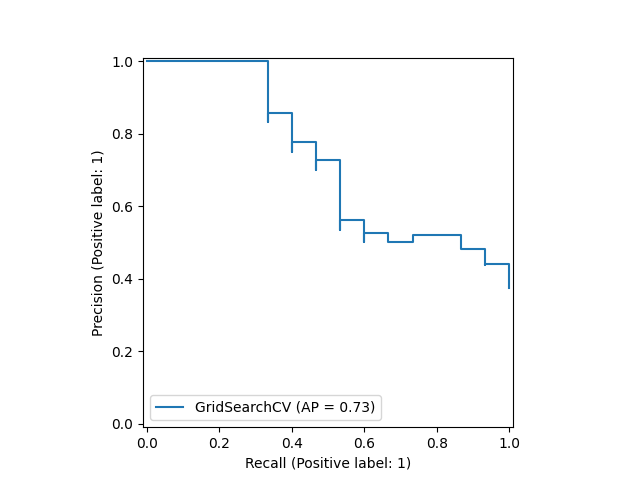 1.0
0.8
0.6
0.4
0.2
0.0
Precision (Positive label: 1)
GridSearchCV (AP = 0.73)
0.0 0.2 0.4 0.6 0.8 1.0
Recall (Positive label: 1)